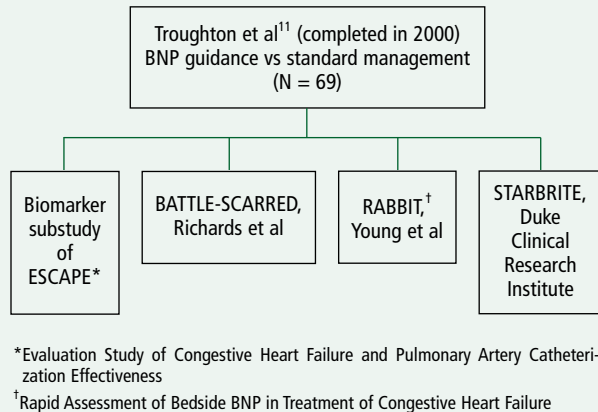 Troughton et al¹¹ (completed in 2000)
BNP guidance vs standard management
(N = 69)
Biomarker
substudy
of
ESCAPE*
BATTLE-SCARRED,
Richards et al
RABBIT,†
Young et al
STARBRITE,
Duke
Clinical
Research
Institute
*Evaluation Study of Congestive Heart Failure and Pulmonary Artery Catheteri-
zation Effectiveness
†Rapid Assessment of Bedside BNP in Treatment of Congestive Heart Failure